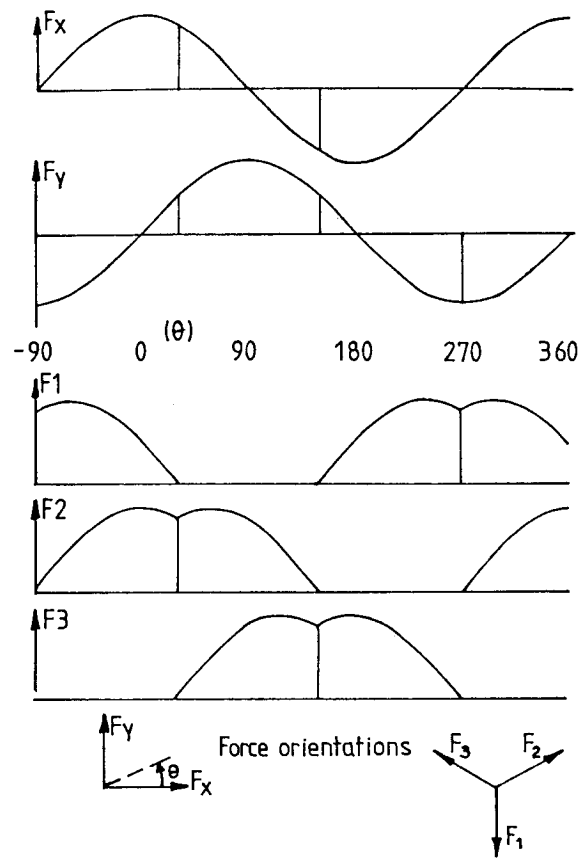 Fx
Fy
(θ)
-90 0 90 180 270 360
F1
F2
F3
Fy
Force orientations
F3 F2
θ
Fx
F1